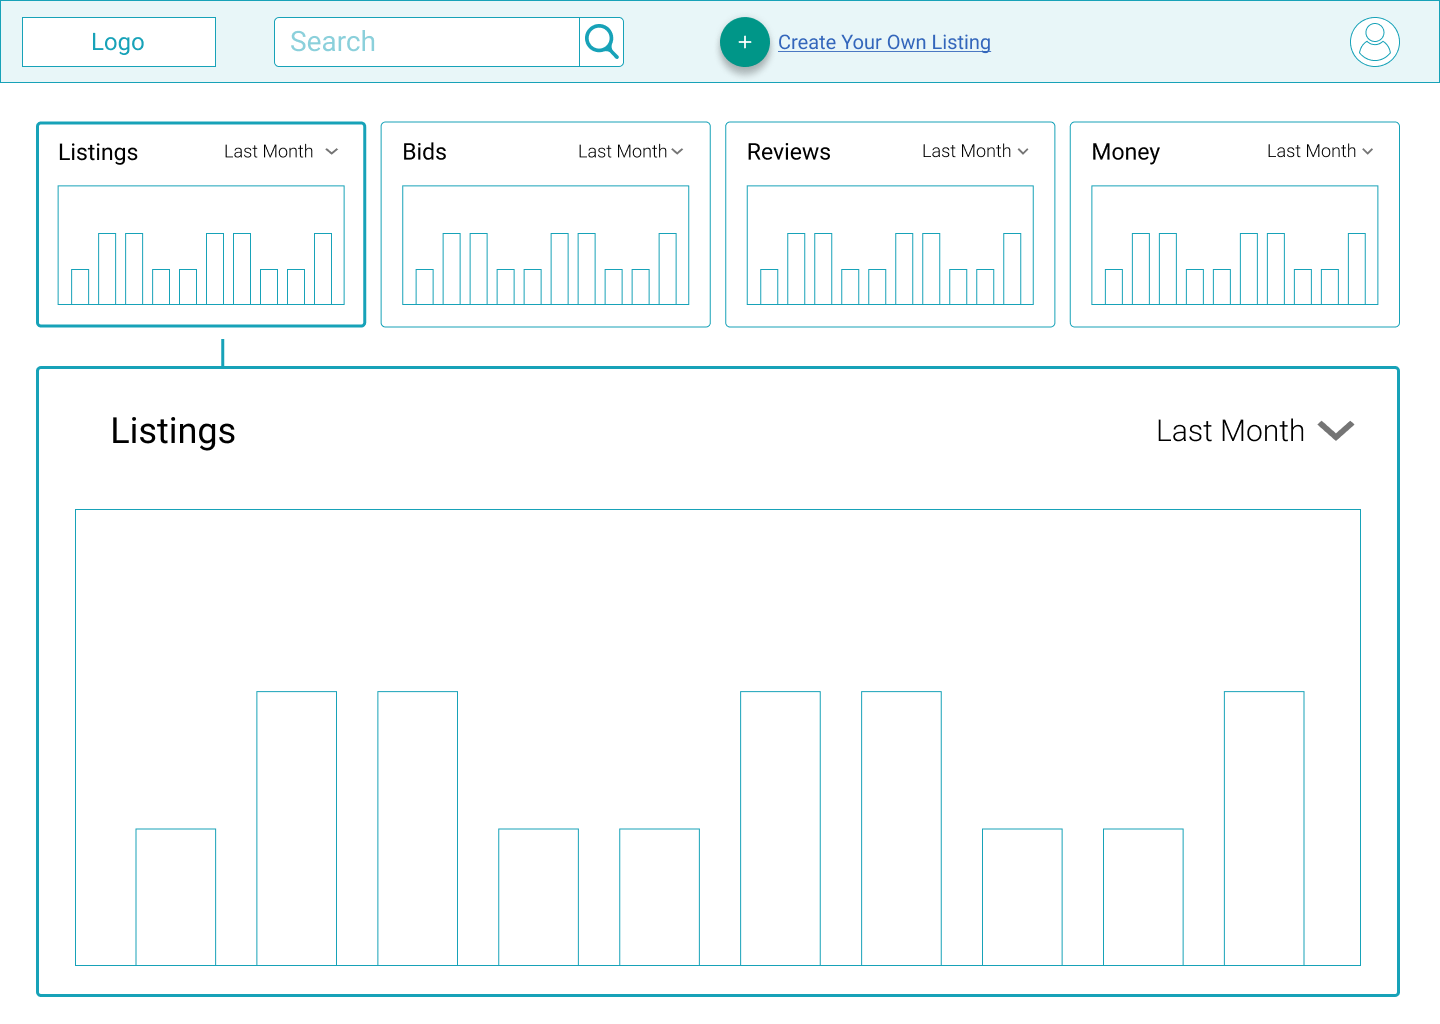 Logo
Search
+ Create Your Own Listing
Listings Last Month
Bids Last Month
Reviews Last Month
Money Last Month
Listings Last Month